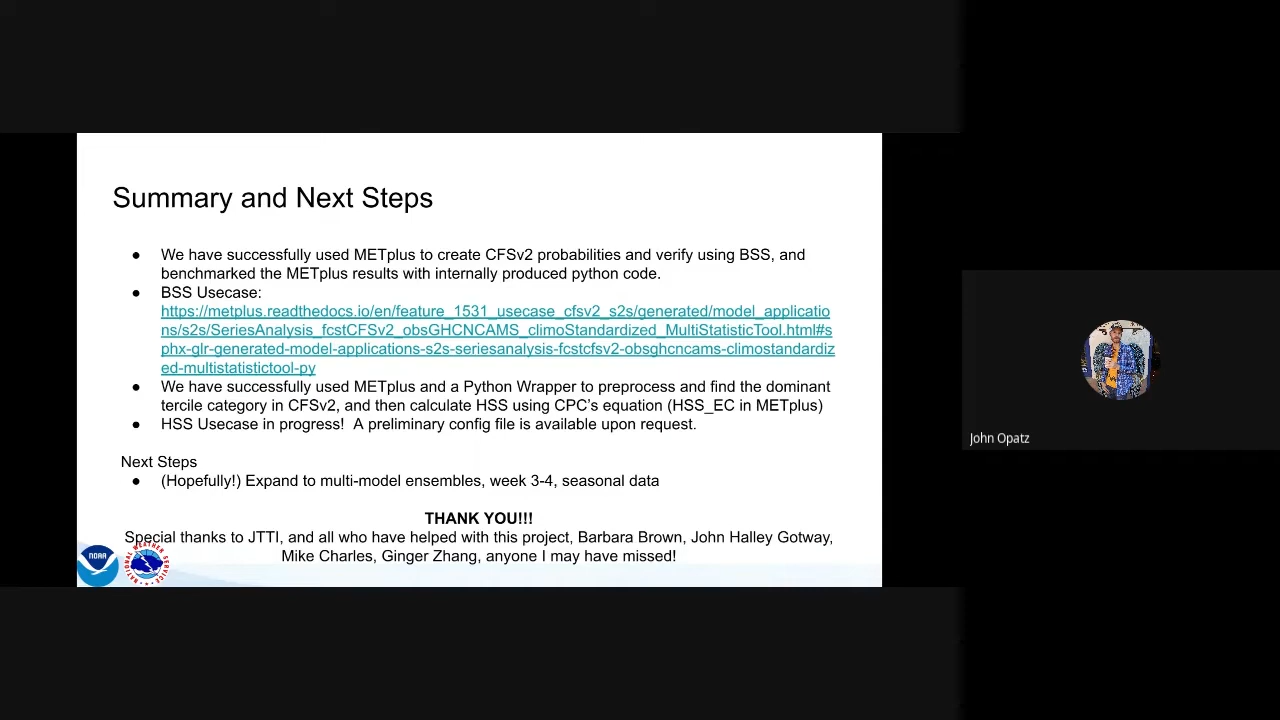 Summary and Next Steps
● We have successfully used METplus to create CFSv2 probabilities and verify using BSS, and
benchmarked the METplus results with internally produced python code.
● BSS Usecase:
https://metplus.readthedocs.io/en/feature_1531_usecase_cfsv2_s2s/generated/model_applicatio
ns/s2s/SeriesAnalysis_fcstCFSv2_obsGHCNCAMS_climoStandardized_MultiStatisticTool.html#s
phx-glr-generated-model-applications-s2s-seriesanalysis-fcstcfsv2-obsghcncams-climostandardiz
ed-multistatistictool-py
● We have successfully used METplus and a Python Wrapper to preprocess and find the dominant
tercile category in CFSv2, and then calculate HSS using CPC's equation (HSS_EC in METplus)
● HSS Usecase in progress!  A preliminary config file is available upon request.
Next Steps
● (Hopefully!) Expand to multi-model ensembles, week 3-4, seasonal data
THANK YOU!!!
Special thanks to JTTI, and all who have helped with this project, Barbara Brown, John Halley Gotway,
Mike Charles, Ginger Zhang, anyone I may have missed!
NOAA
NATIONAL WEATHER SERVICE
John Opatz